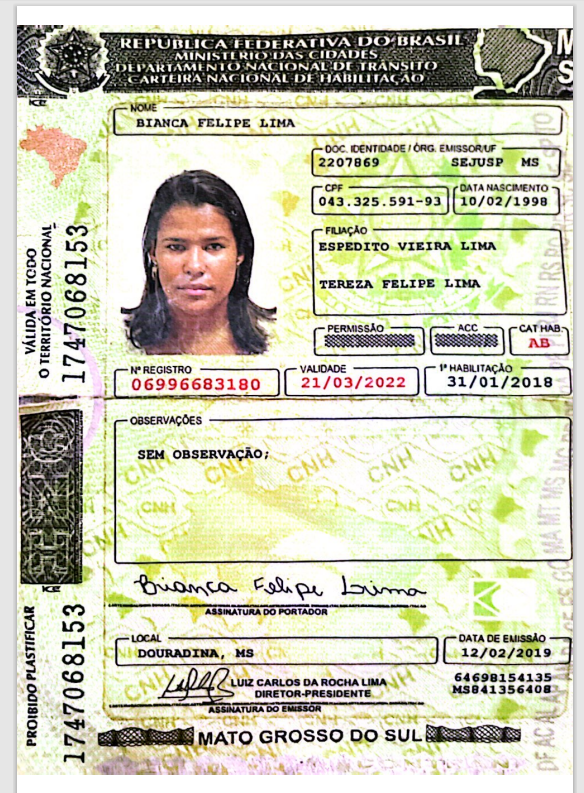 REPÚBLICA FEDERATIVA DO BRASIL
MINISTÉRIO DAS CIDADES
DEPARTAMENTO NACIONAL DE TRÂNSITO
CARTEIRA NACIONAL DE HABILITAÇÃO
M
S
NOME
BIANCA FELIPE LIMA
DOC. IDENTIDADE / ÓRG. EMISSOR/UF
2207869 SEJUSP MS
CPF DATA NASCIMENTO
043.325.591-93 10/02/1998
FILIAÇÃO
ESPEDITO VIEIRA LIMA
TEREZA FELIPE LIMA
PERMISSÃO ACC CAT HAB
AB
Nº REGISTRO VALIDADE 1ª HABILITAÇÃO
06996683180 21/03/2022 31/01/2018
VÁLIDA EM TODO
O TERRITÓRIO NACIONAL
1747068153
OBSERVAÇÕES
SEM OBSERVAÇÃO;
CNH CNH CNH
CNH CNH
Bianca Felipe Lima
ASSINATURA DO PORTADOR
LOCAL DATA DE EMISSÃO
DOURADINA, MS 12/02/2019
LUIZ CARLOS DA ROCHA LIMA
DIRETOR-PRESIDENTE
64698154135
MS841356408
ASSINATURA DO EMISSOR
PROIBIDO PLASTIFICAR
1747068153
MATO GROSSO DO SUL